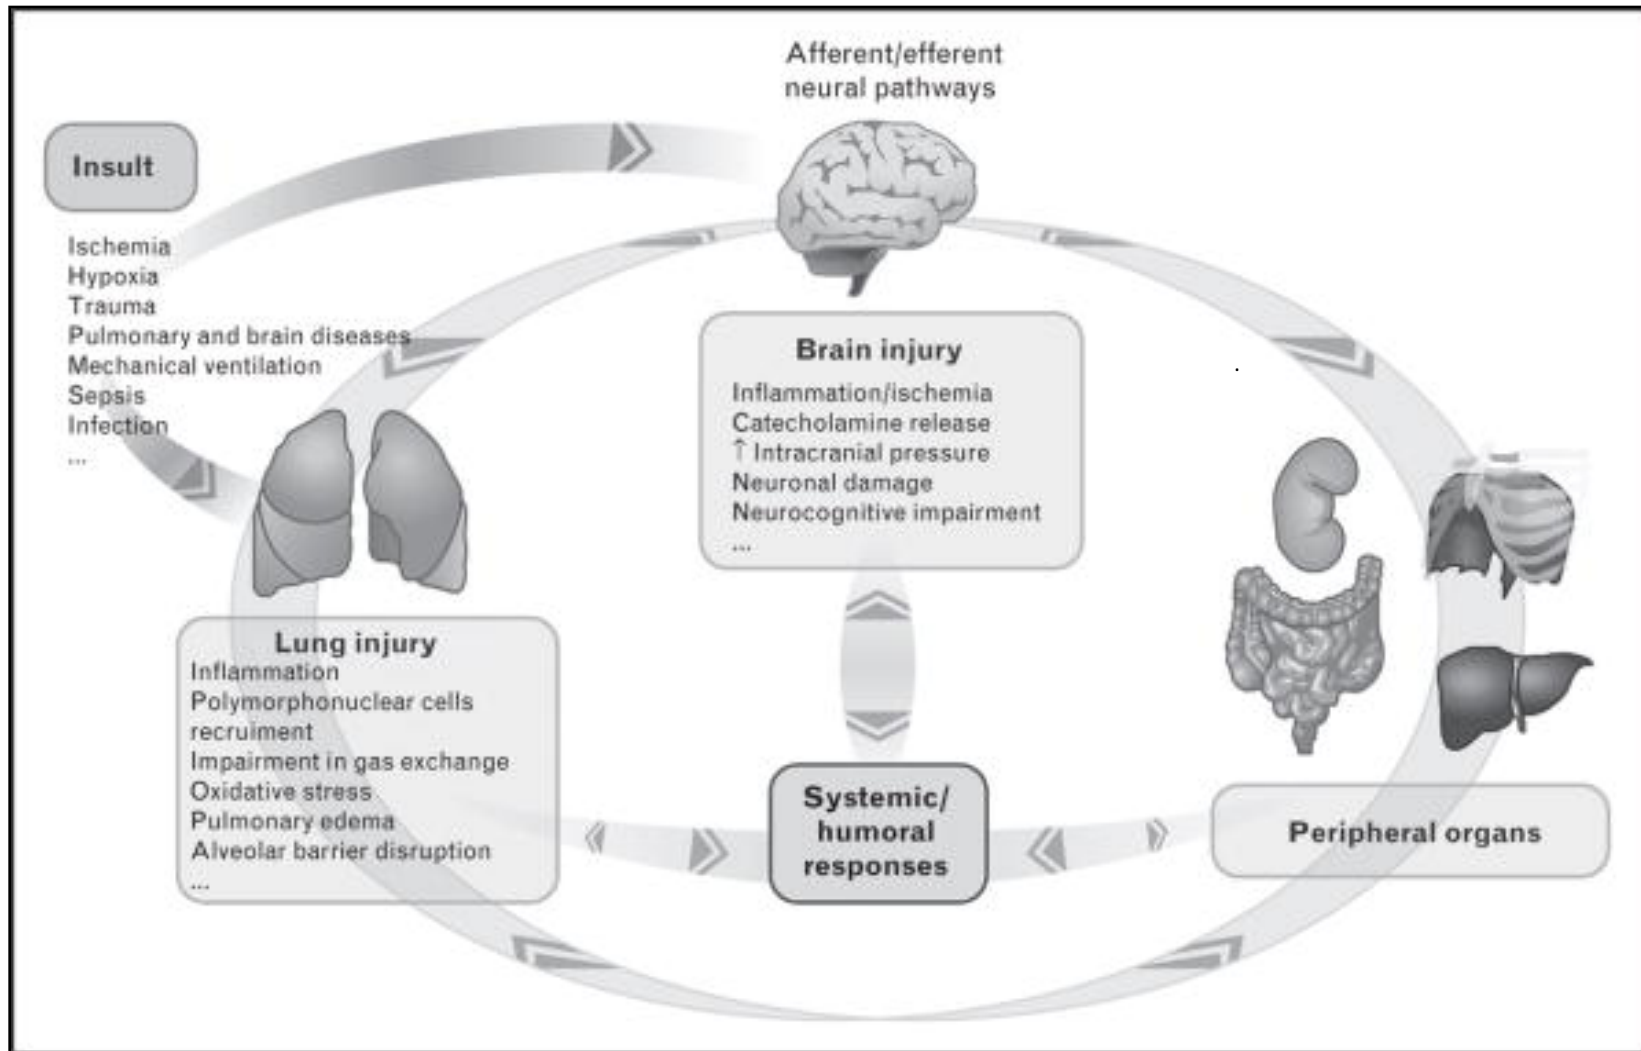 Afferent/efferent
neural pathways
Insult
Ischemia
Hypoxia
Trauma
Pulmonary and brain diseases
Mechanical ventilation
Sepsis
Infection
...
Brain injury
Inflammation/ischemia
Catecholamine release
↑ Intracranial pressure
Neuronal damage
Neurocognitive impairment
...
Lung injury
Inflammation
Polymorphonuclear cells
recruiment
Impairment in gas exchange
Oxidative stress
Pulmonary edema
Alveolar barrier disruption
...
Systemic/
humoral
responses
Peripheral organs